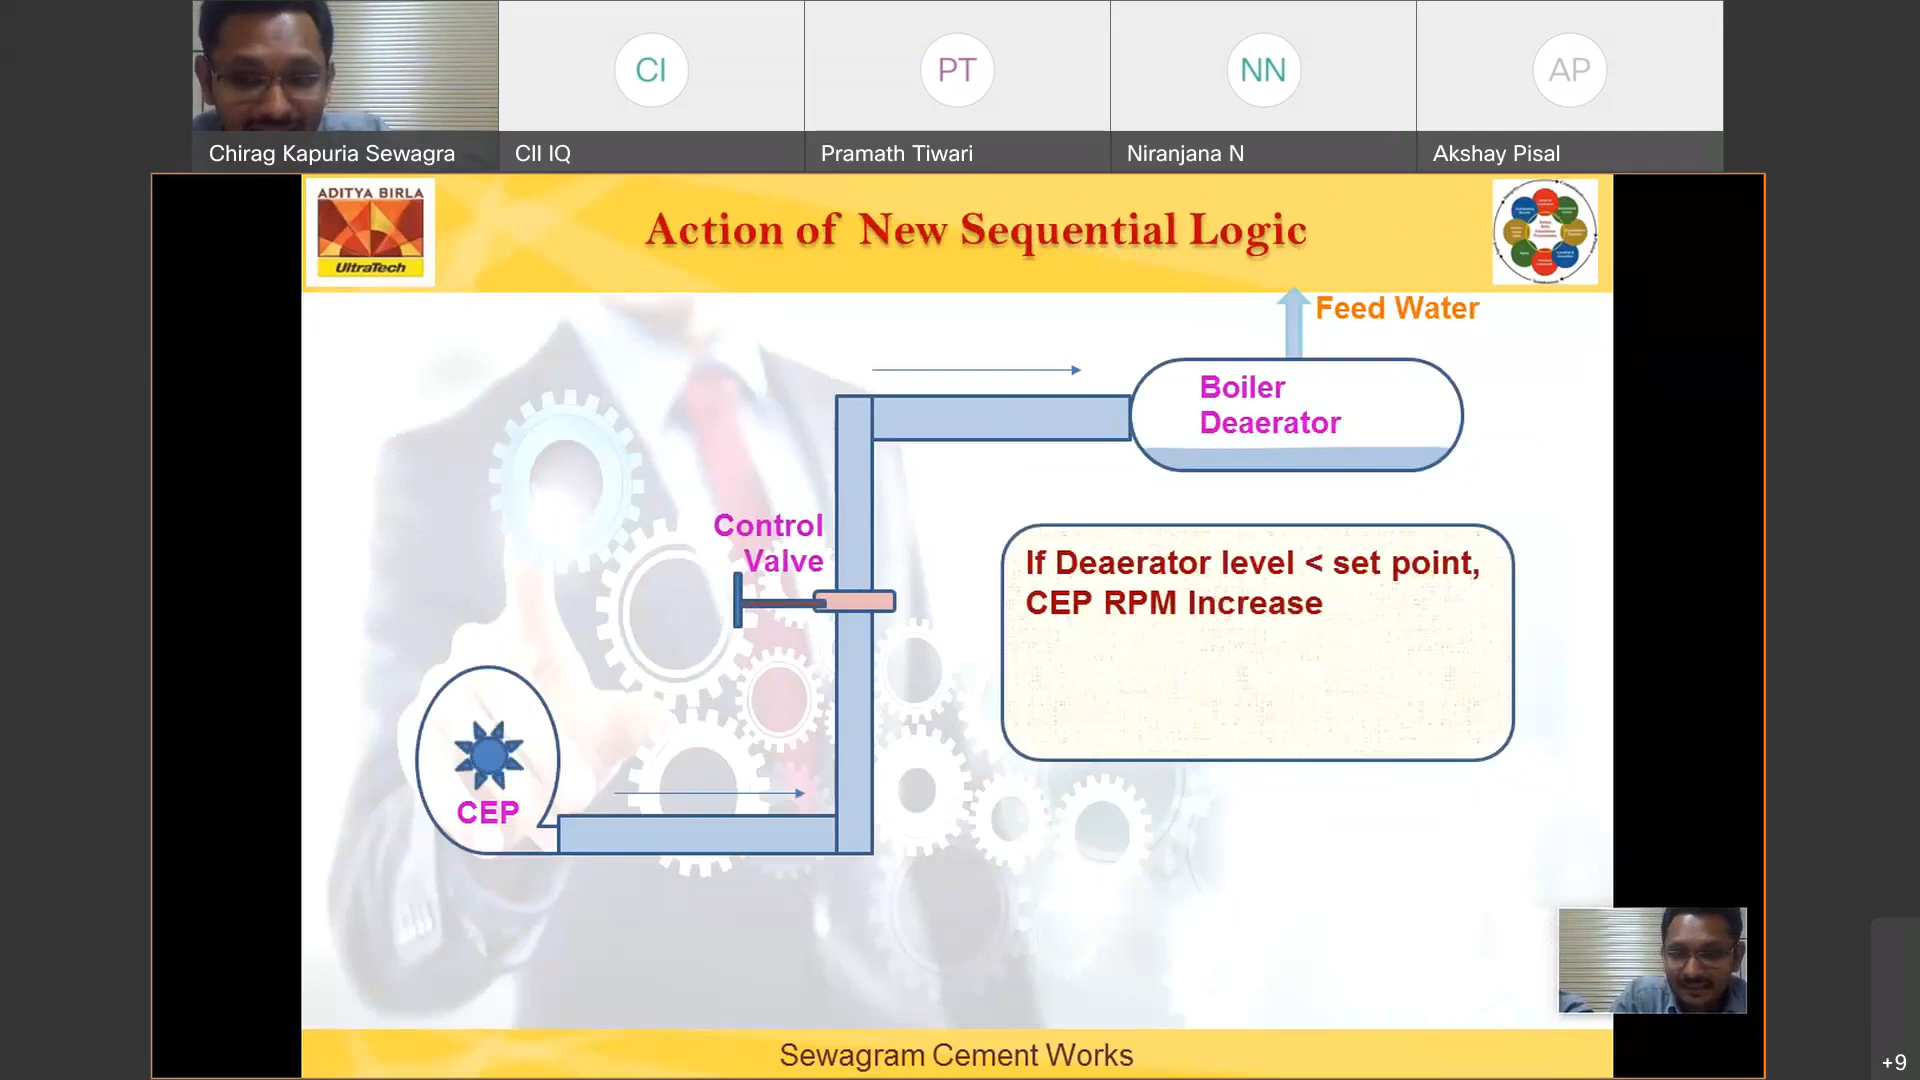 CI
PT
NN
AP
Chirag Kapuria Sewagra
CII IQ
Pramath Tiwari
Niranjana N
Akshay Pisal
ADITYA BIRLA
UltraTech
Action of New Sequential Logic
Feed Water
Boiler
Deaerator
Control
Valve
If Deaerator level < set point,
CEP RPM Increase
CEP
Sewagram Cement Works
+9